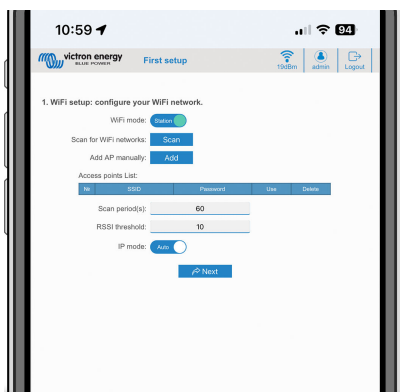 10:59
94
victron energy
BLUE POWER
First setup
19dBm
admin
Logout
1. WiFi setup: configure your WiFi network.
WiFi mode: Station
Scan for WiFi networks: Scan
Add AP manually: Add
Access points List:
№ SSID Password Use Delete
Scan period(s): 60
RSSI threshold: 10
IP mode: Auto
Next